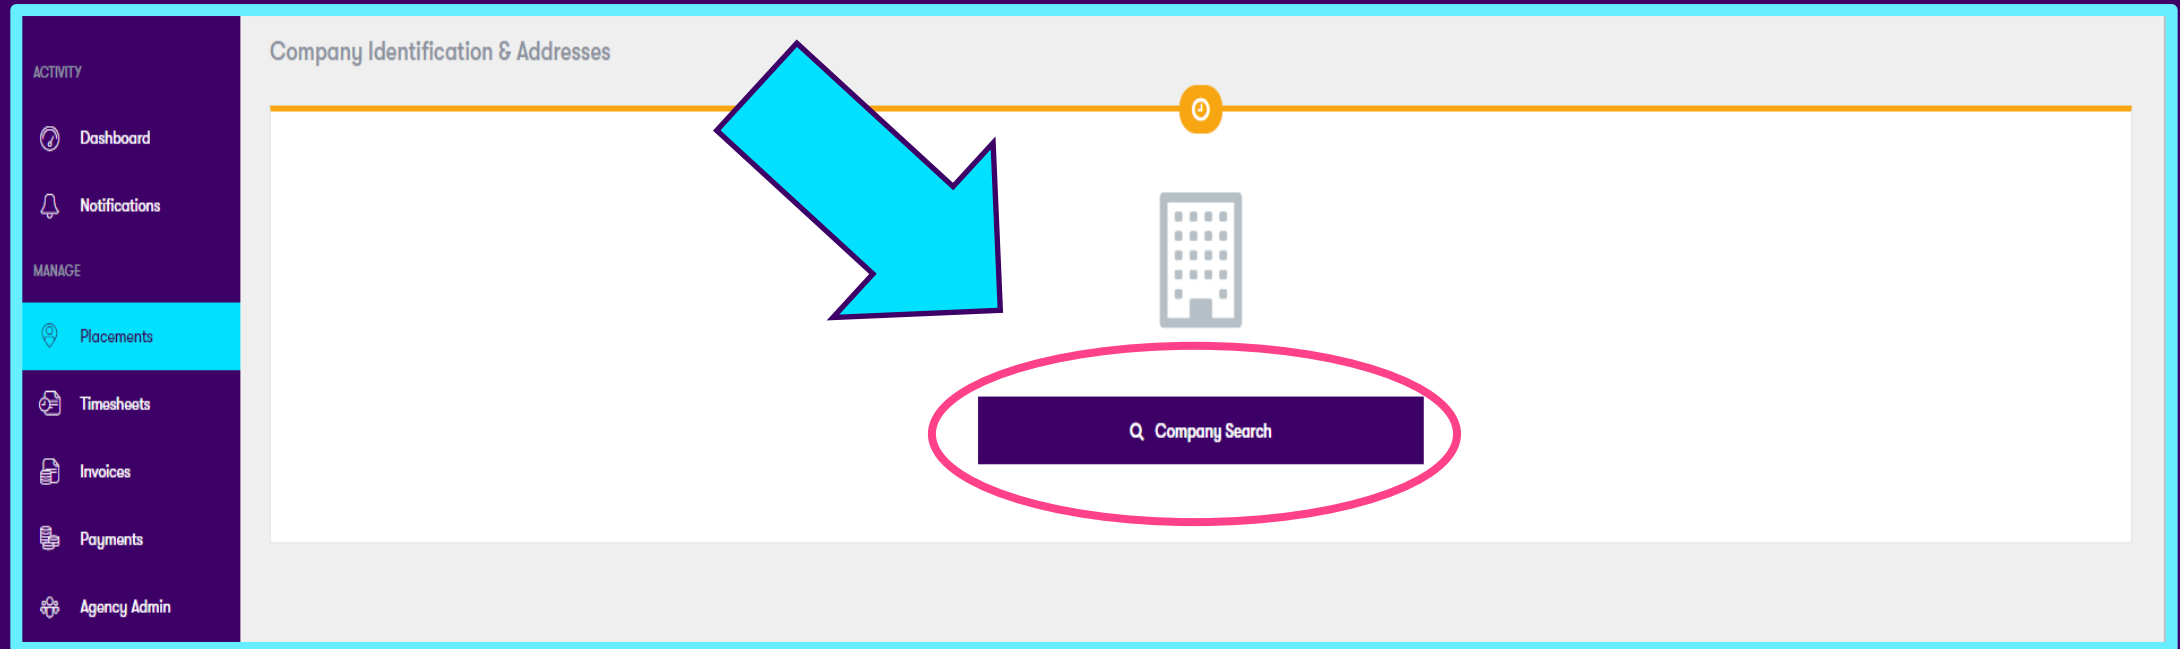 ACTIVITY
Dashboard
Notifications
MANAGE
Placements
Timesheets
Invoices
Payments
Agency Admin
Company Identification & Addresses
Company Search